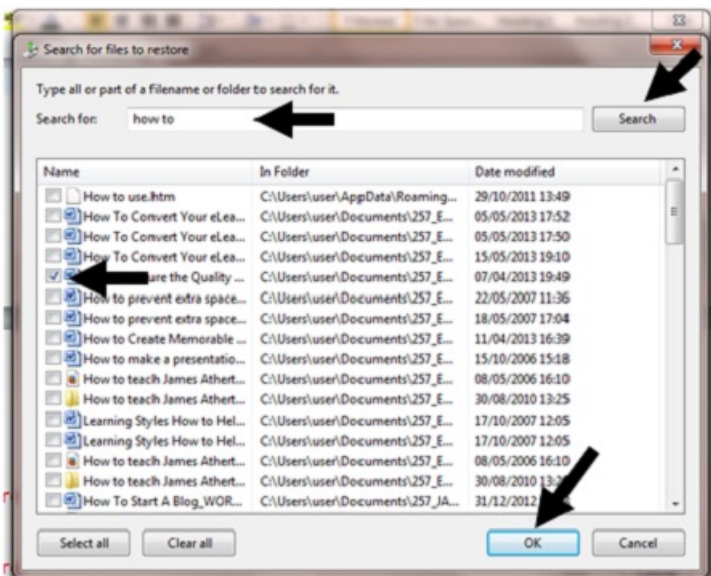 Search for files to restore
Type all or part of a filename or folder to search for it.
Search for: how to Search
Name In Folder Date modified
How to use.htm C:\Users\user\AppData\Roaming... 29/10/2011 13:49
How To Convert Your eLea... C:\Users\user\Documents\257_E... 05/05/2013 17:52
How To Convert Your eLea... C:\Users\user\Documents\257_E... 05/05/2013 17:50
How To Convert Your eLea... C:\Users\user\Documents\257_E... 15/05/2013 19:10
the Quality ... C:\Users\user\Documents\257_E... 07/04/2013 19:49
How to prevent extra space... C:\Users\user\Documents\257_E... 22/05/2007 11:36
How to prevent extra space... C:\Users\user\Documents\257_E... 18/05/2007 17:04
How to Create Memorable ... C:\Users\user\Documents\257_E... 11/04/2013 16:39
How to make a presentatio... C:\Users\user\Documents\257_E... 15/10/2006 15:18
How to teach James Athert... C:\Users\user\Documents\257_E... 08/05/2006 16:10
How to teach James Athert... C:\Users\user\Documents\257_E... 30/08/2010 13:25
Learning Styles How to Hel... C:\Users\user\Documents\257_E... 17/10/2007 12:05
Learning Styles How to Hel... C:\Users\user\Documents\257_E... 17/10/2007 12:05
How to teach James Athert... C:\Users\user\Documents\257_E... 08/05/2006 16:10
How to teach James Athert... C:\Users\user\Documents\257_E... 30/08/2010
How To Start A Blog_WOR... C:\Users\user\Documents\257_JA... 31/12/2012
Select all Clear all OK Cancel